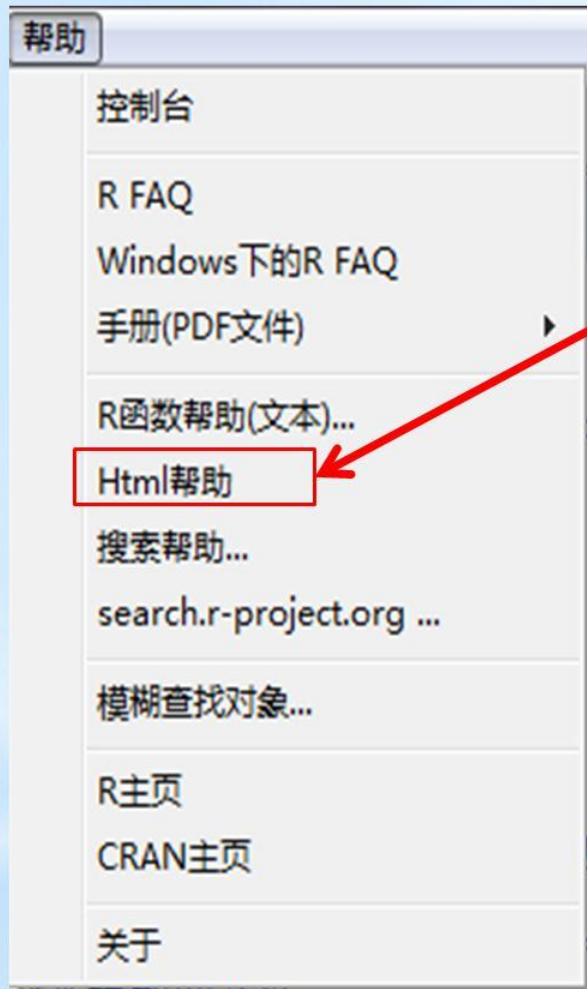 帮助
控制台
R FAQ
Windows下的R FAQ
手册(PDF文件)
R函数帮助(文本)...
Html帮助
搜索帮助...
search.r-project.org ...
模糊查找对象...
R主页
CRAN主页
关于